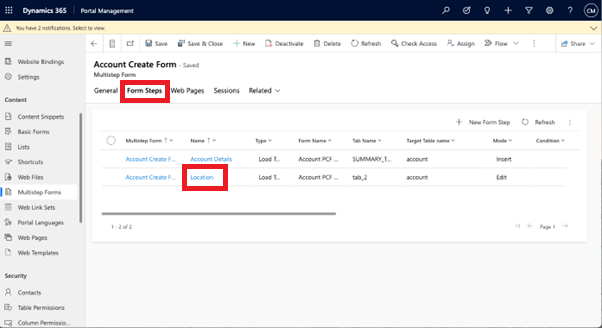 Dynamics 365 Portal Management CM
You have 2 notifications. Select to view.
Save Save & Close New Deactivate Delete Refresh Check Access Assign Flow Share
Website Bindings
Settings
Content
Content Snippets
Basic Forms
Lists
Shortcuts
Web Files
Multistep Forms
Web Link Sets
Portal Languages
Web Pages
Web Templates
Security
Contacts
Table Permissions
Column Permissio...
Account Create Form - Saved
Multistep Form
General Form Steps Web Pages Sessions Related
New Form Step Refresh
Multistep Form Name Type Form Name Tab Name Target Table name Mode Condition
Account Create F... Account Details Load T... Account PCF ... SUMMARY_T... account Insert
Account Create F... Location Load T... Account PCF ... tab_2 account Edit
1 - 2 of 2 Page 1